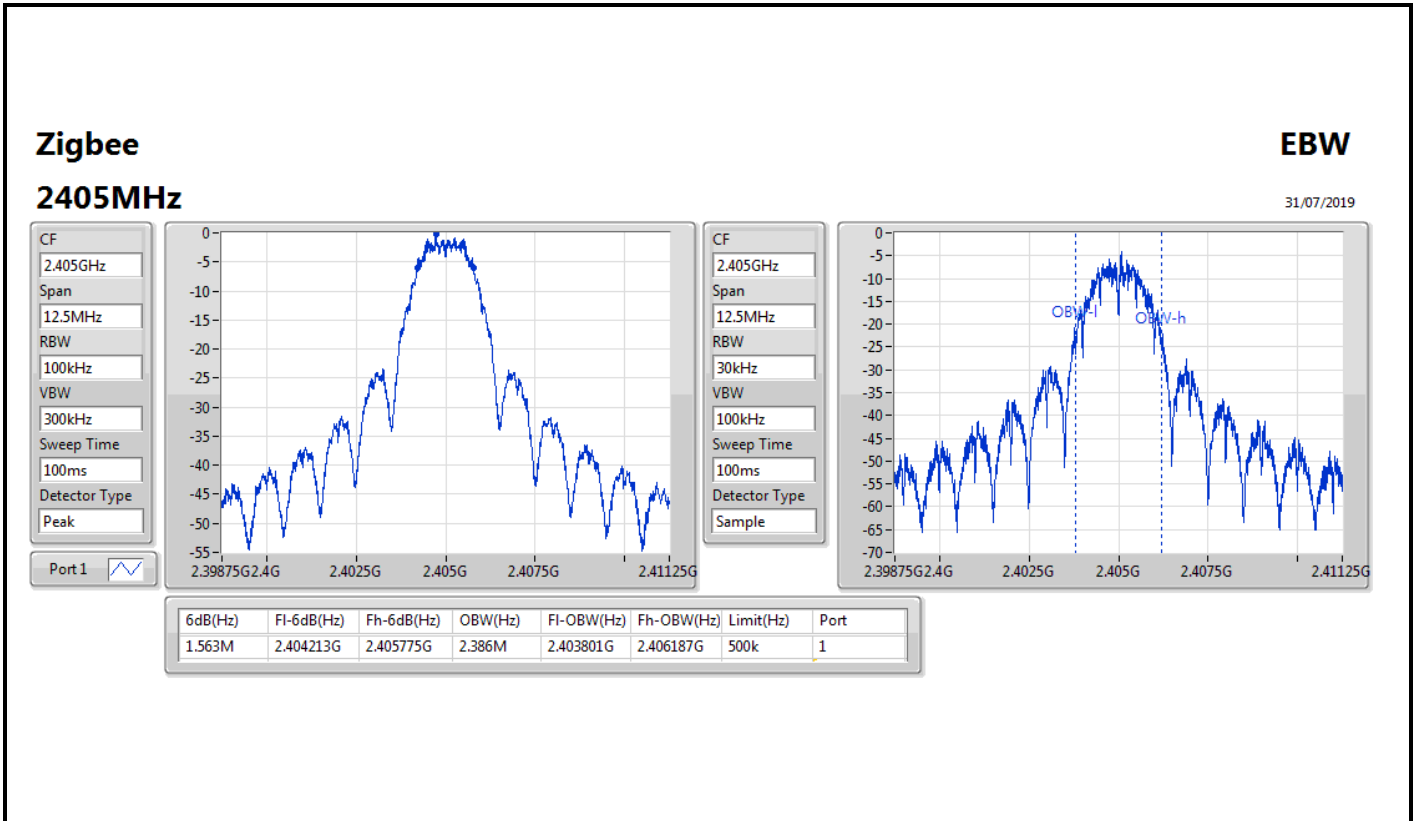 Zigbee
EBW
2405MHz
31/07/2019
CF
2.405GHz
Span
12.5MHz
RBW
100kHz
VBW
300kHz
Sweep Time
100ms
Detector Type
Peak
Port 1
0
-5
-10
-15
-20
-25
-30
-35
-40
-45
-50
-55
2.39875G 2.4G 2.4025G 2.405G 2.4075G 2.41125G
CF
2.405GHz
Span
12.5MHz
RBW
30kHz
VBW
100kHz
Sweep Time
100ms
Detector Type
Sample
0
-5
-10
-15
-20
-25
-30
-35
-40
-45
-50
-55
-60
-65
-70
OBW-l OBW-h
2.39875G 2.4G 2.4025G 2.405G 2.4075G 2.41125G
6dB(Hz) Fl-6dB(Hz) Fh-6dB(Hz) OBW(Hz) Fl-OBW(Hz) Fh-OBW(Hz) Limit(Hz) Port
1.563M 2.404213G 2.405775G 2.386M 2.403801G 2.406187G 500k 1